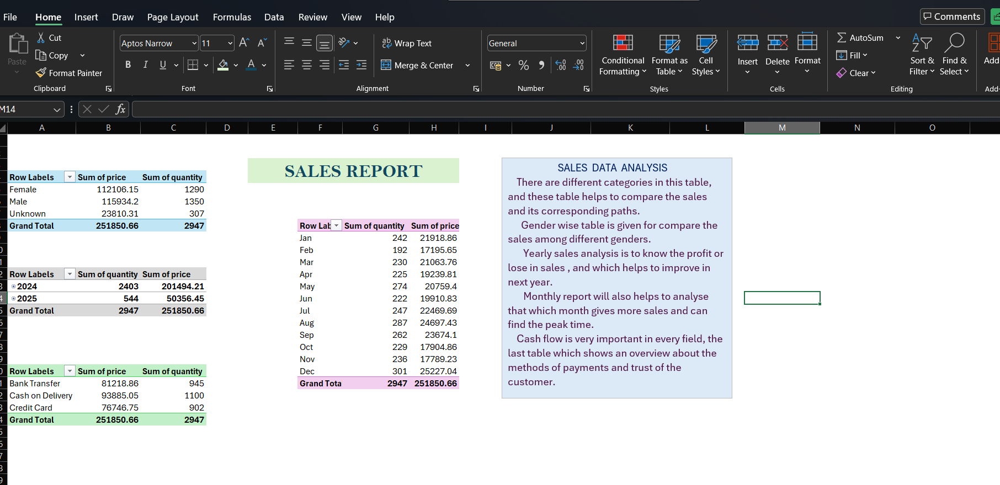 File Home Insert Draw Page Layout Formulas Data Review View Help Comments
Cut
Copy
Format Painter
Paste
Clipboard
Aptos Narrow 11
B I U
Font
Wrap Text
Merge & Center
Alignment
General
Number
Conditional Formatting
Format as Table
Cell Styles
Styles
Insert Delete Format
Cells
AutoSum
Fill
Clear
Sort & Filter
Find & Select
Editing
Add
Add-
M14 fx
A B C D E F G H I J K L M N O
Row Labels Sum of price Sum of quantity
Female 112106.15 1290
Male 115934.2 1350
Unknown 23810.31 307
Grand Total 251850.66 2947
Row Labels Sum of quantity Sum of price
2024 2403 201494.21
2025 544 50356.45
Grand Total 2947 251850.66
Row Labels Sum of price Sum of quantity
Bank Transfer 81218.86 945
Cash on Delivery 93885.05 1100
Credit Card 76746.75 902
Grand Total 251850.66 2947
SALES REPORT
Row Lab Sum of quantity Sum of price
Jan 242 21918.86
Feb 192 17195.65
Mar 230 21063.76
Apr 225 19239.81
May 274 20759.4
Jun 222 19910.83
Jul 247 22469.69
Aug 287 24697.43
Sep 262 23674.1
Oct 229 17904.86
Nov 236 17789.23
Dec 301 25227.04
Grand Tota 2947 251850.66
SALES DATA ANALYSIS
There are different categories in this table,
and these table helps to compare the sales
and its corresponding paths.
Gender wise table is given for compare the
sales among different genders.
Yearly sales analysis is to know the profit or
lose in sales , and which helps to improve in
next year.
Monthly report will also helps to analyse
that which month gives more sales and can
find the peak time.
Cash flow is very important in every field, the
last table which shows an overview about the
methods of payments and trust of the
customer.